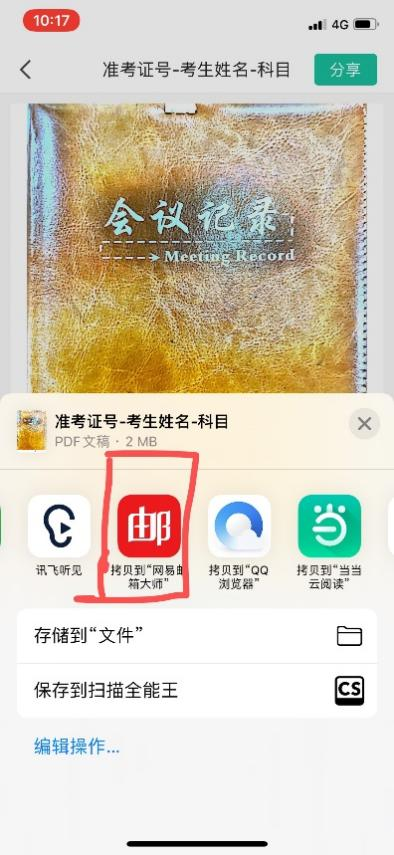 10:17
4G
准考证号-考生姓名-科目
分享
会议记录
Meeting Record
准考证号-考生姓名-科目
PDF文稿 · 2 MB
邮
讯飞听见
拷贝到“网易邮
箱大师”
拷贝到“QQ
浏览器”
拷贝到“当当
云阅读”
存储到“文件”
保存到扫描全能王
CS
编辑操作...